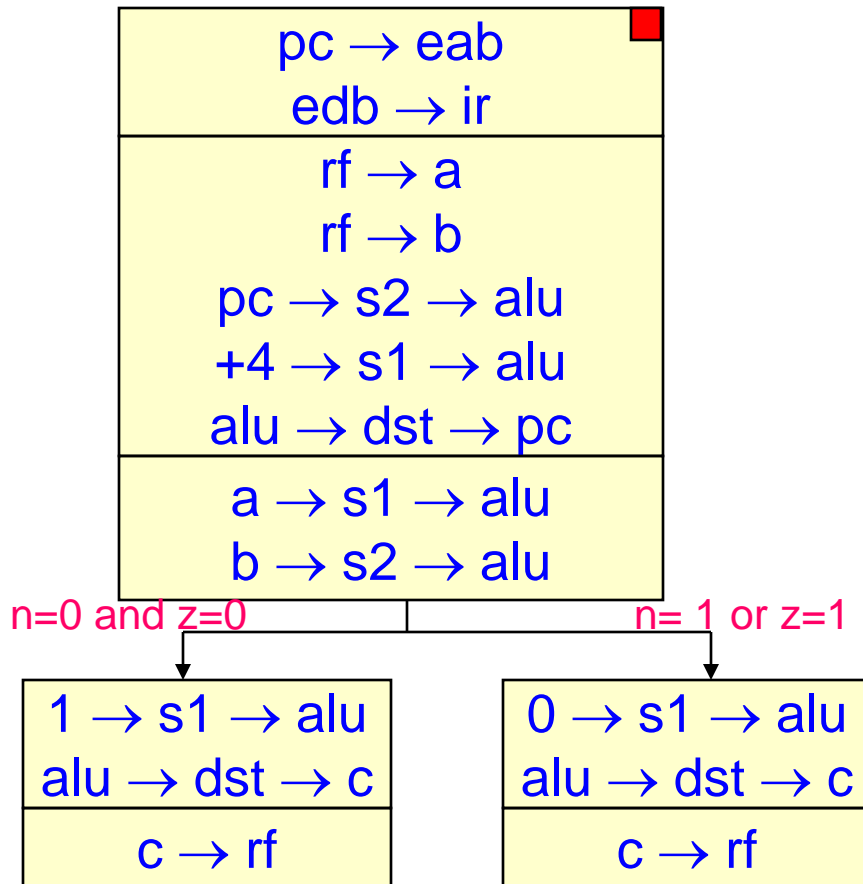 pc → eab
edb → ir
rf → a
rf → b
pc → s2 → alu
+4 → s1 → alu
alu → dst → pc
a → s1 → alu
b → s2 → alu
n=0 and z=0
n= 1 or z=1
1 → s1 → alu
alu → dst → c
c → rf
0 → s1 → alu
alu → dst → c
c → rf